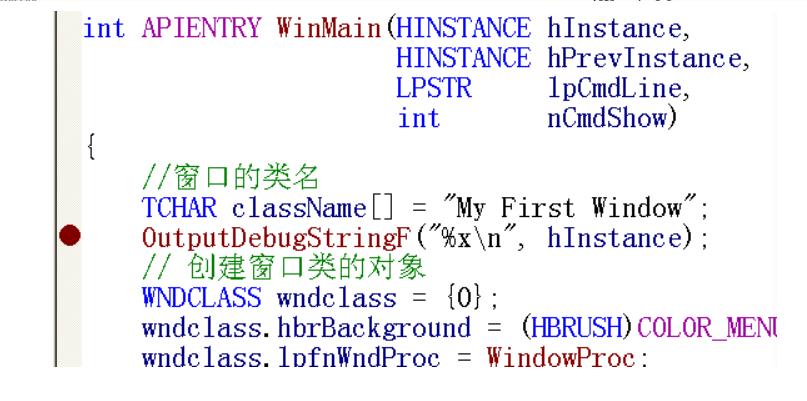 int APIENTRY WinMain(HINSTANCE hInstance,
HINSTANCE hPrevInstance,
LPSTR lpCmdLine,
int nCmdShow)
{
//窗口的类名
TCHAR className[] = "My First Window";
OutputDebugStringF("%x\n", hInstance);
// 创建窗口类的对象
WNDCLASS wndclass = {0};
wndclass.hbrBackground = (HBRUSH)COLOR_MENU
wndclass.lpfnWndProc = WindowProc;